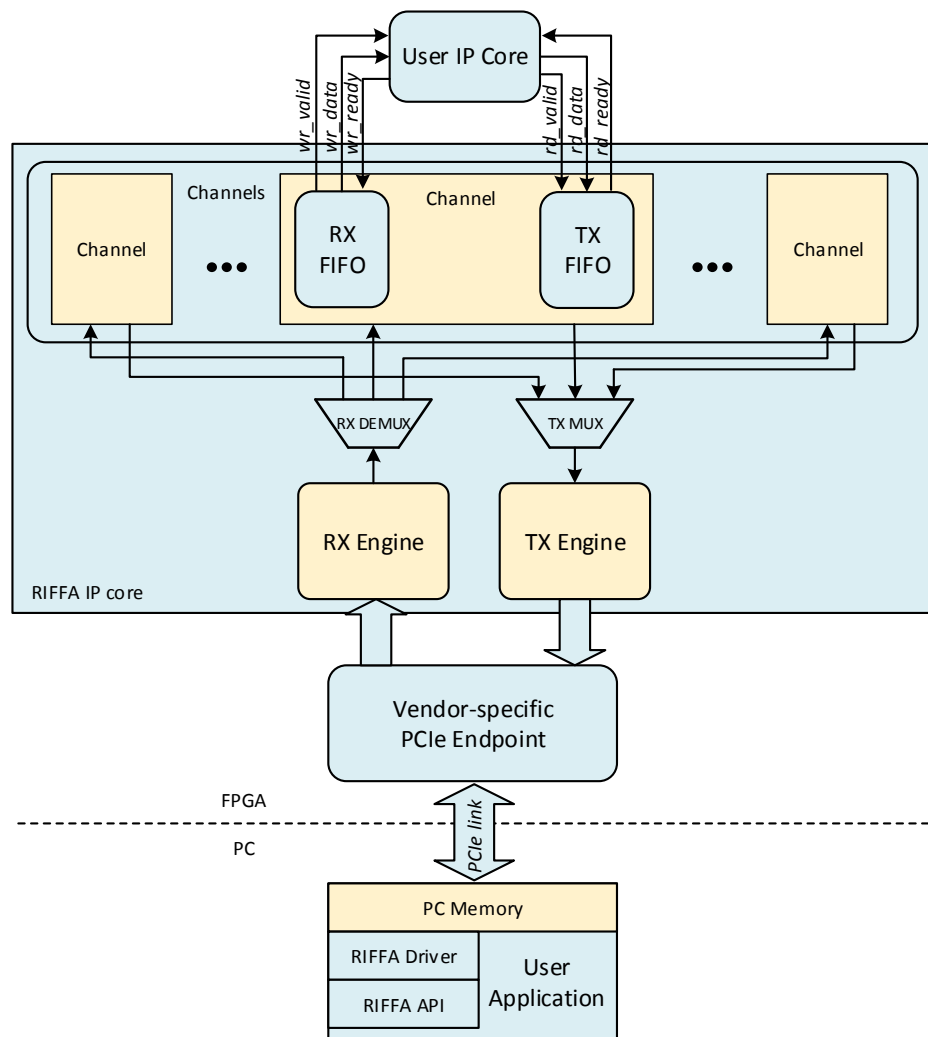 User IP Core
wr_valid
wr_data
wr_ready
rd_valid
rd_data
rd_ready
Channels
Channel
Channel
RX
FIFO
TX
FIFO
Channel
RX DEMUX
TX MUX
RX Engine
TX Engine
RIFFA IP core
Vendor-specific
PCIe Endpoint
FPGA
PC
PCIe link
PC Memory
RIFFA Driver
RIFFA API
User
Application